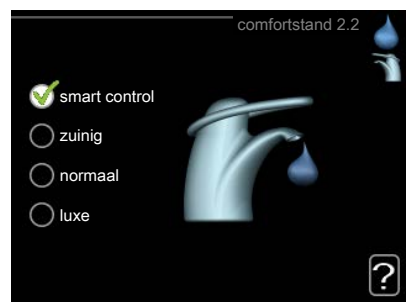 comfortstand 2.2
smart control
zuinig
normaal
luxe
?